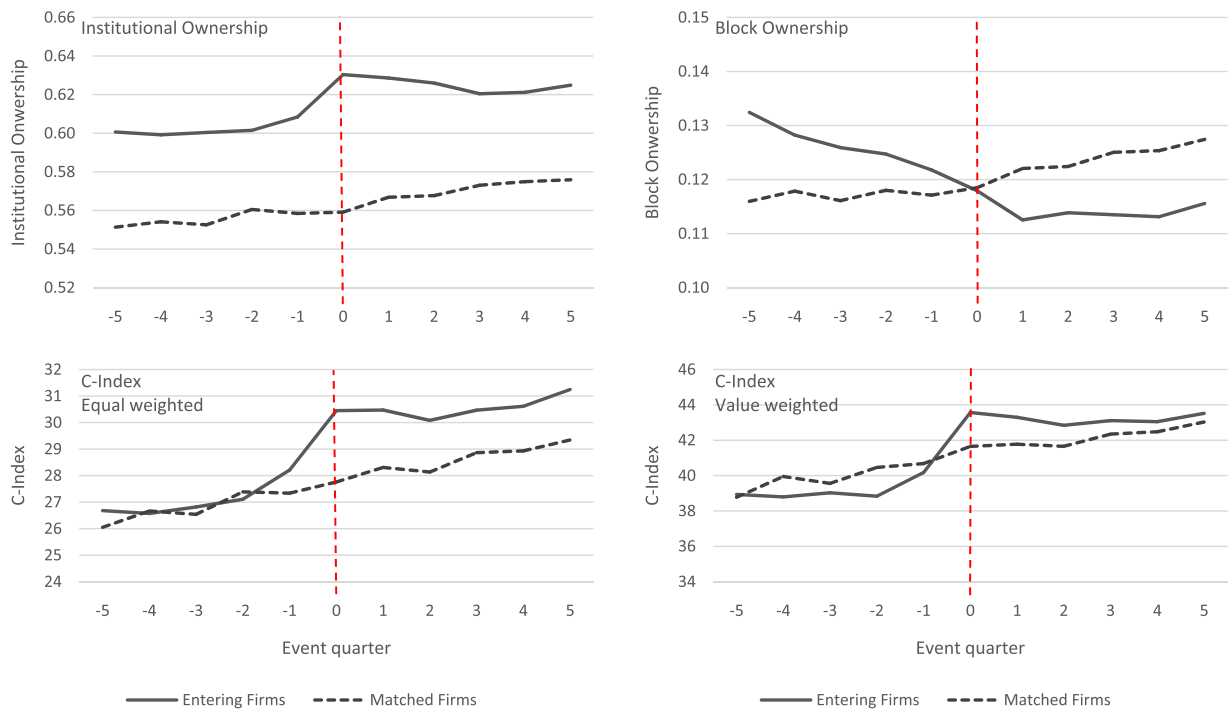 Institutional Ownership
Institutional Onwership
0.66
0.64
0.62
0.60
0.58
0.56
0.54
0.52
-5 -4 -3 -2 -1 0 1 2 3 4 5
Block Ownership
Block Onwership
0.15
0.14
0.13
0.12
0.11
0.10
-5 -4 -3 -2 -1 0 1 2 3 4 5
C-Index
Equal weighted
C-Index
32
31
30
29
28
27
26
25
24
-5 -4 -3 -2 -1 0 1 2 3 4 5
Event quarter
Entering Firms Matched Firms
C-Index
Value weighted
C-Index
46
44
42
40
38
36
34
-5 -4 -3 -2 -1 0 1 2 3 4 5
Event quarter
Entering Firms Matched Firms